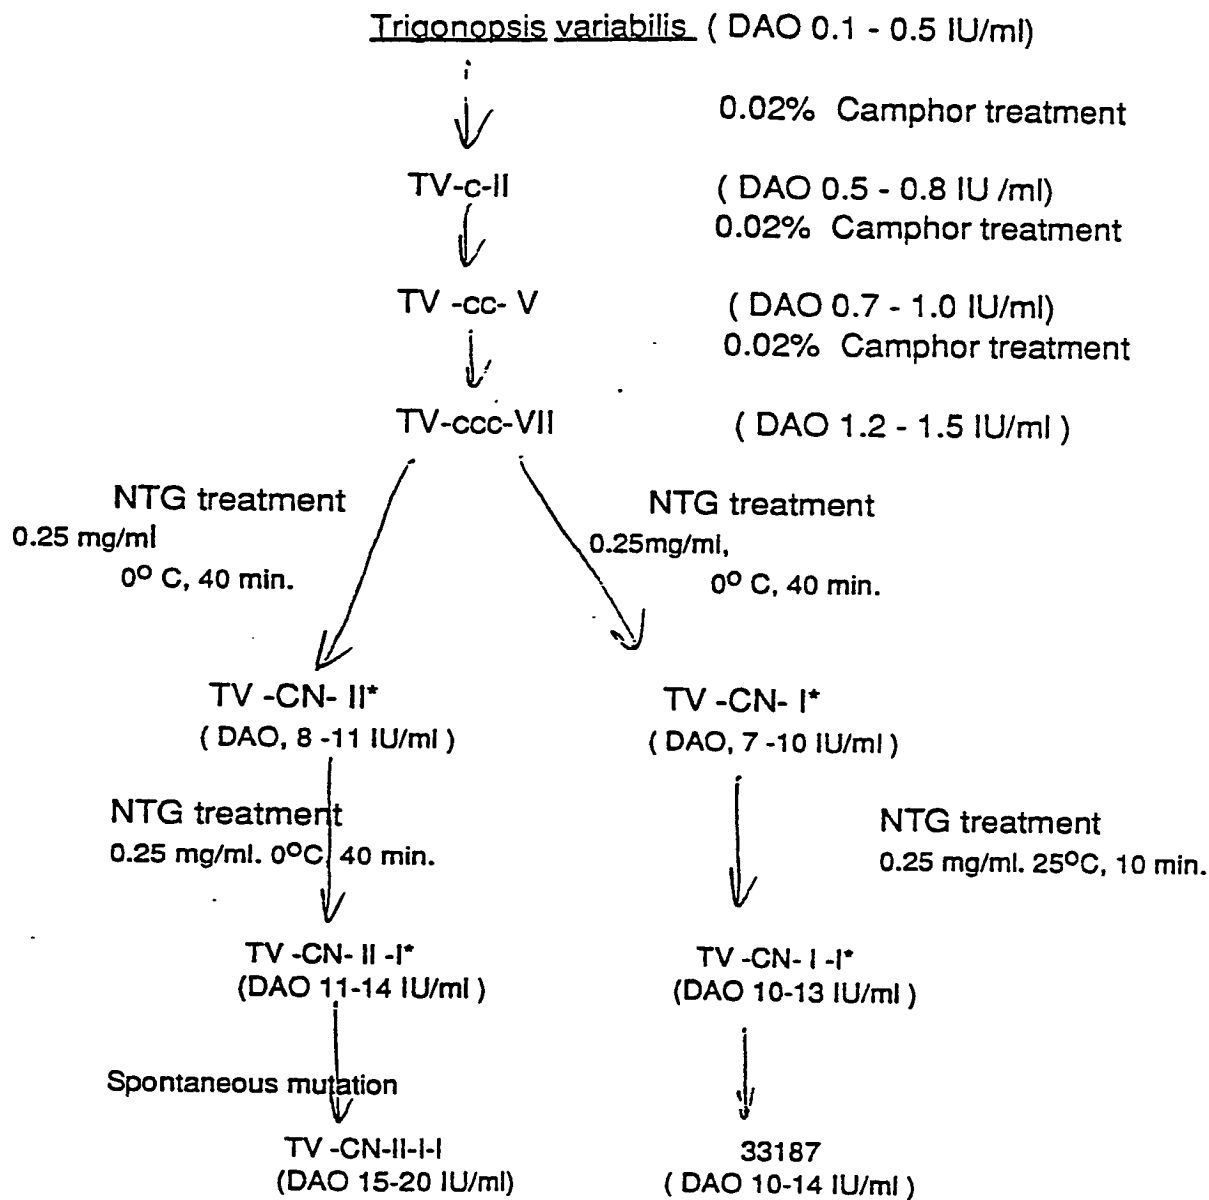 Trigonopsis variabilis ( DAO 0.1 - 0.5 IU/ml)
0.02% Camphor treatment
TV-c-II ( DAO 0.5 - 0.8 IU /ml)
0.02% Camphor treatment
TV -cc- V ( DAO 0.7 - 1.0 IU/ml)
0.02% Camphor treatment
TV-ccc-VII ( DAO 1.2 - 1.5 IU/ml )
NTG treatment
0.25 mg/ml
0º C, 40 min.
NTG treatment
0.25mg/ml,
0º C, 40 min.
TV -CN- II*
( DAO, 8 -11 IU/ml )
TV -CN- I*
( DAO, 7 -10 IU/ml )
NTG treatment
0.25 mg/ml. 0ºC, 40 min.
NTG treatment
0.25 mg/ml. 25ºC, 10 min.
TV -CN- II -I*
(DAO 11-14 IU/ml )
TV -CN- I -I*
(DAO 10-13 IU/ml )
Spontaneous mutation
TV -CN-II-I-I
(DAO 15-20 IU/ml)
33187
( DAO 10-14 IU/ml )